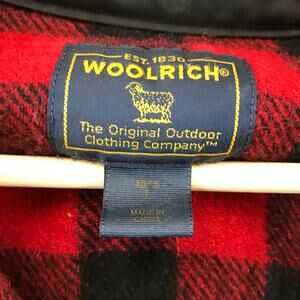 EST. 1830
WOOLRICH®
The Original Outdoor
Clothing Company™
MADE IN
CHINA